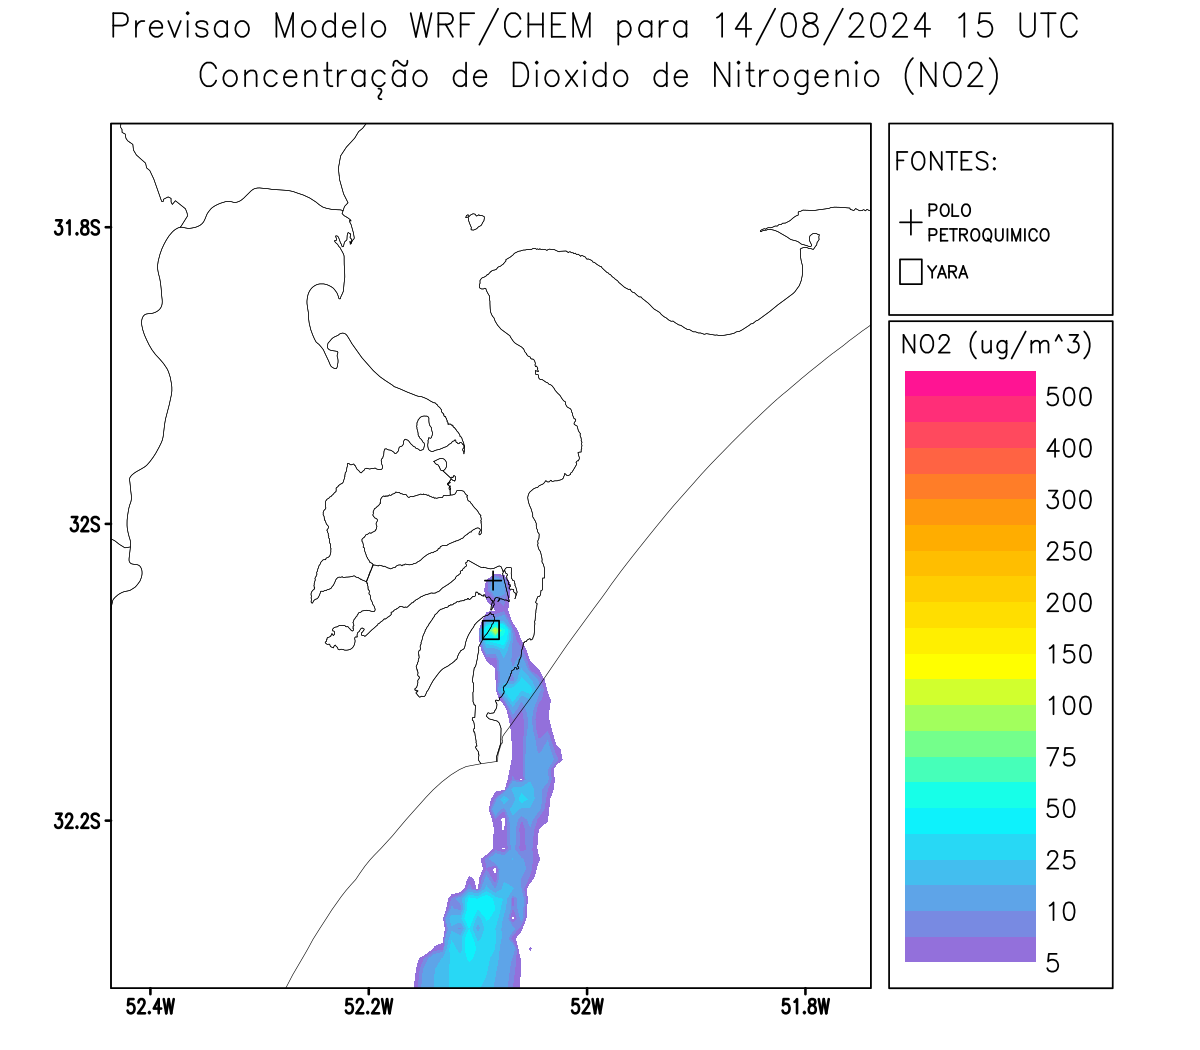 Previsao Modelo WRF/CHEM para 14/08/2024 15 UTC
Concentração de Dioxido de Nitrogenio (NO2)
FONTES:
POLO
PETROQUIMICO
YARA
NO2 (ug/m^3)
500
400
300
250
200
150
100
75
50
25
10
5
31.8S
32S
32.2S
52.4W
52.2W
52W
51.8W